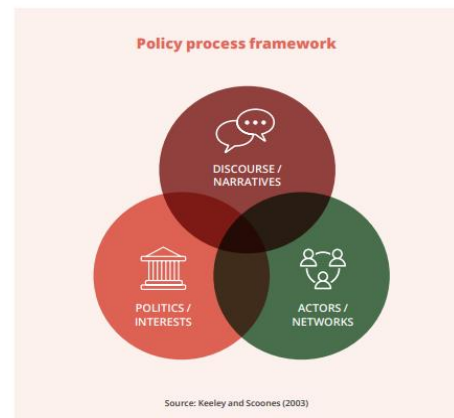 Policy process framework
DISCOURSE /
NARRATIVES
POLITICS /
INTERESTS
ACTORS /
NETWORKS
Source: Keeley and Scoones (2003)